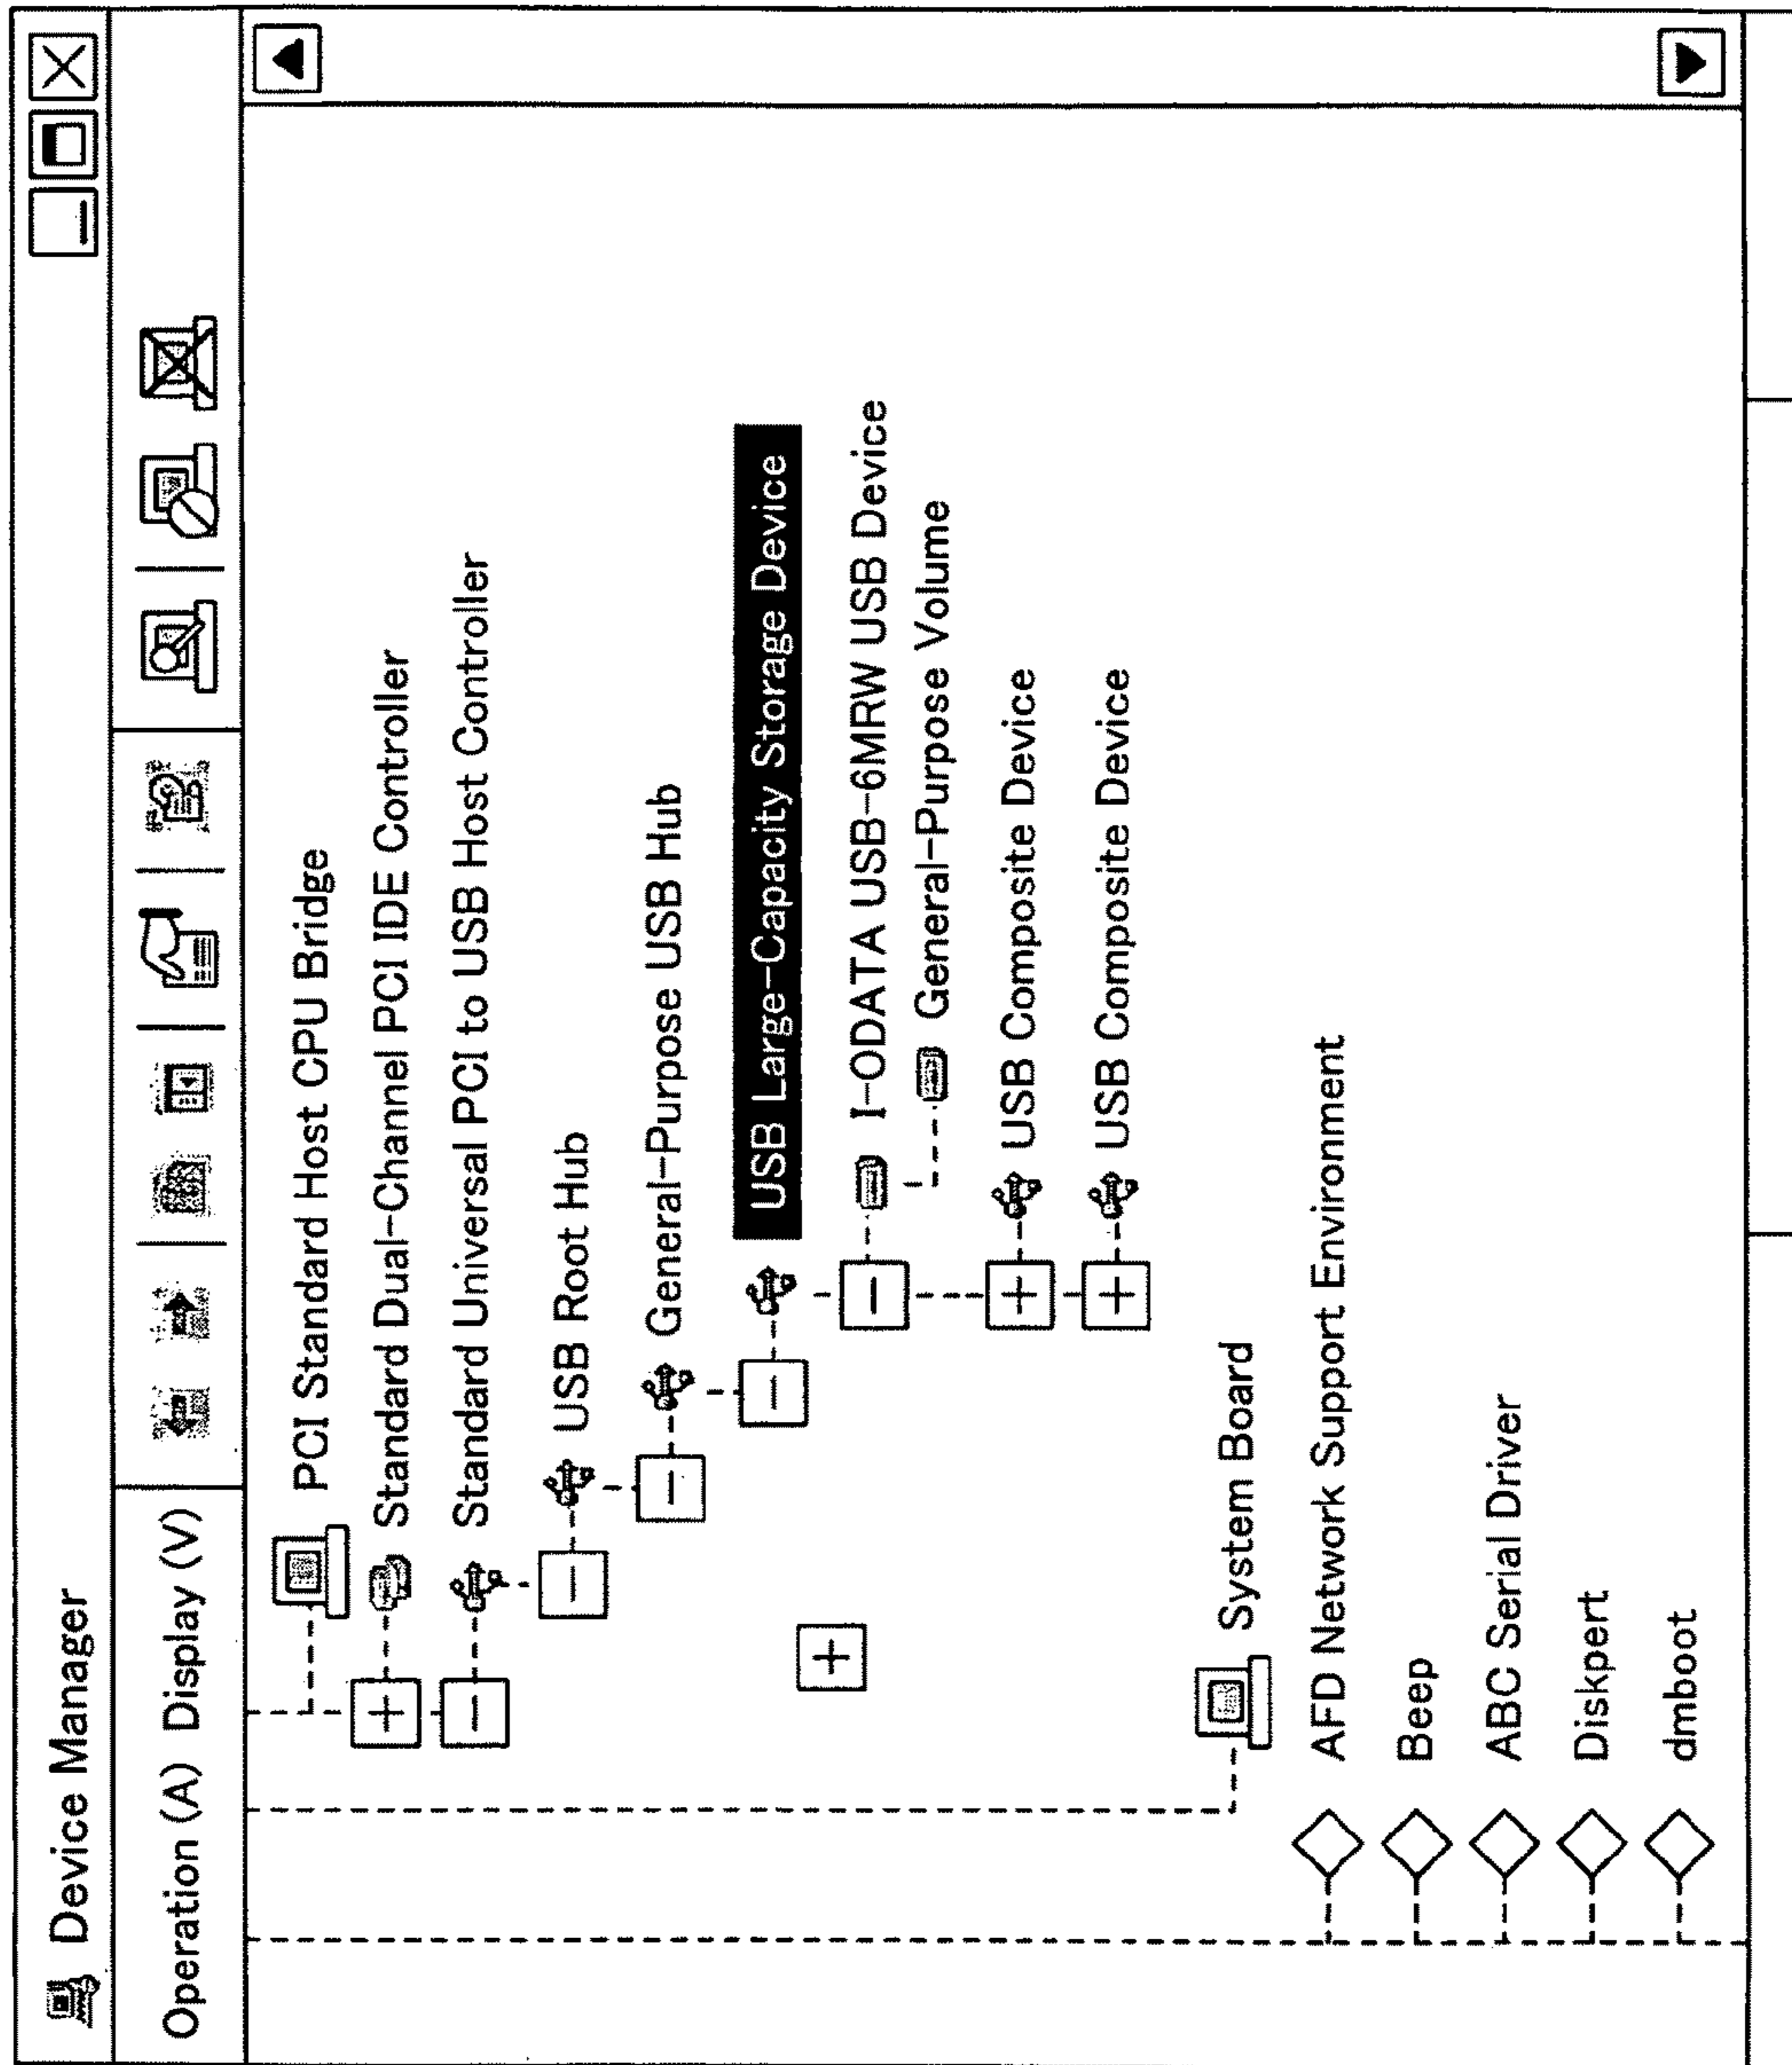 Device Manager
Operation (A) Display (V)
PCI Standard Host CPU Bridge
Standard Dual-Channel PCI IDE Controller
Standard Universal PCI to USB Host Controller
USB Root Hub
General-Purpose USB Hub
USB Large-Capacity Storage Device
I-ODATA USB-6MRW USB Device
General-Purpose Volume
USB Composite Device
USB Composite Device
System Board
AFD Network Support Environment
Beep
ABC Serial Driver
Diskpert
dmboot